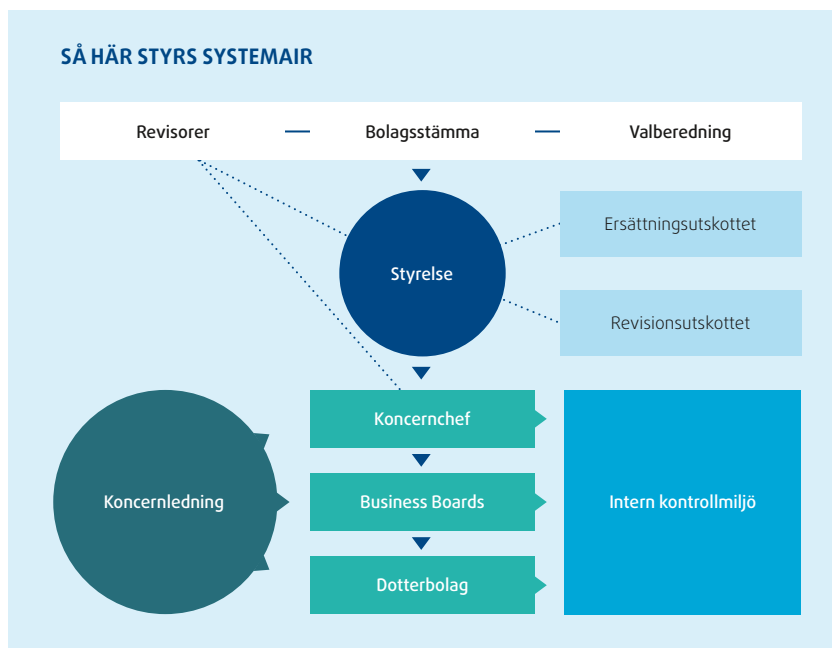 SÅ HÄR STYRS SYSTEMAIR
Revisorer
Bolagsstämma
Valberedning
Styrelse
Ersättningsutskottet
Revisionsutskottet
Koncernledning
Koncernchef
Business Boards
Dotterbolag
Intern kontrollmiljö